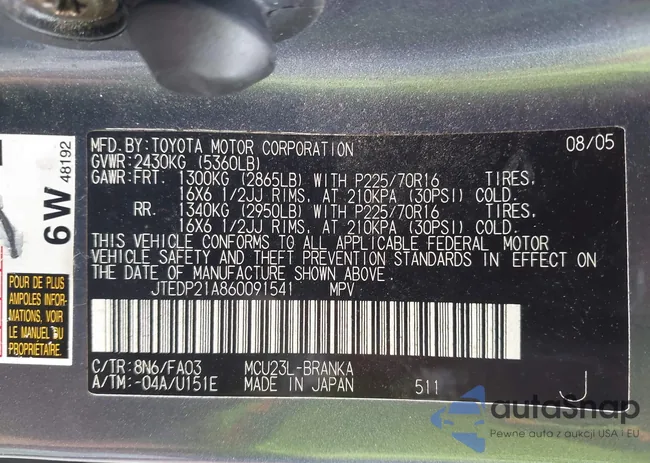 MFD.BY:TOYOTA MOTOR CORPORATION 08/05
GVWR:2430KG (5360LB)
GAWR:FRT. 1300KG (2865LB) WITH P225/70R16 TIRES,
16X6 1/2JJ RIMS, AT 210KPA (30PSI) COLD.
RR. 1340KG (2950LB) WITH P225/70R16 TIRES,
16X6 1/2JJ RIMS, AT 210KPA (30PSI) COLD.
THIS VEHICLE CONFORMS TO ALL APPLICABLE FEDERAL MOTOR
VEHICLE SAFETY AND THEFT PREVENTION STANDARDS IN EFFECT ON
THE DATE OF MANUFACTURE SHOWN ABOVE.
JTEDP21A860091541 MPV
C/TR:8N6/FA03 MCU23L-BRANKA
A/TM:-04A/U151E MADE IN JAPAN 511 J
6W
48192
POUR PLUS
AMPLES INFOR-
MATIONS, VOIR
LE MANUEL DU
PROPRIÉTAIRE.
autoSnap
Pewne auto z dostawą USA i EU